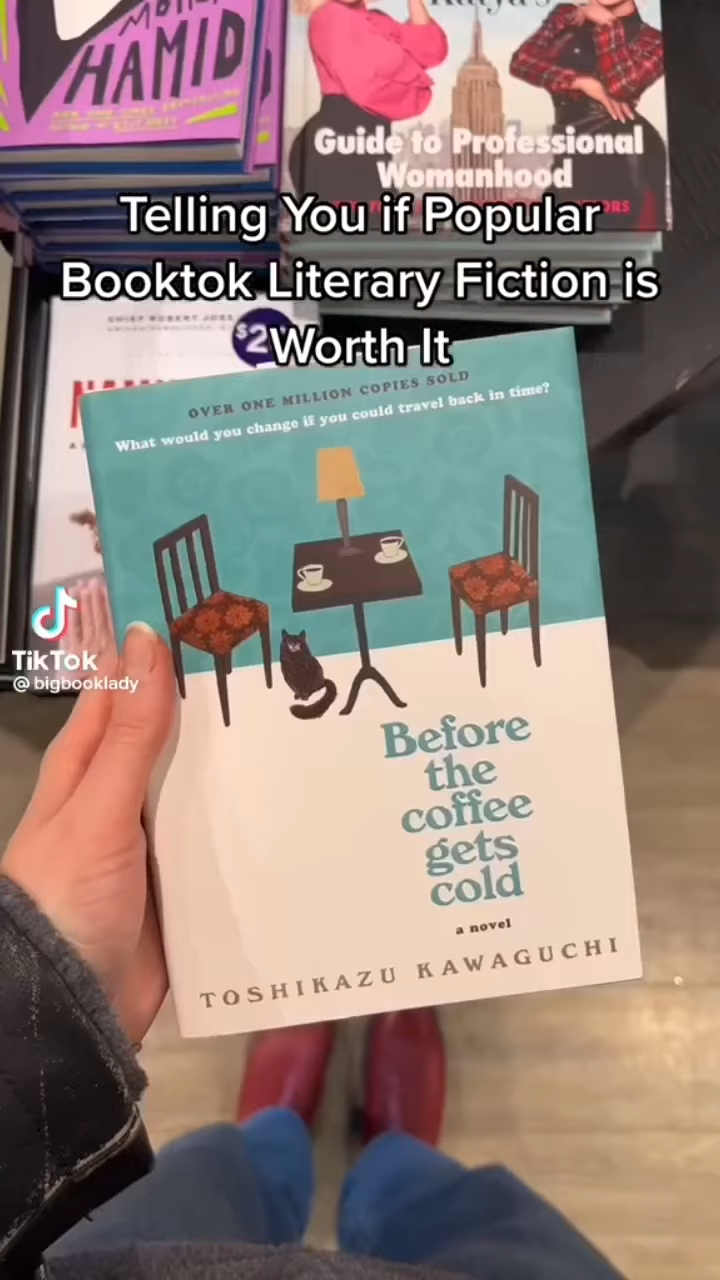 HAMID
Guide to Professional
Womanhood
Telling You if Popular
Booktok Literary Fiction is
Worth It
$2
OVER ONE MILLION COPIES SOLD
What would you change if you could travel back in time?
TikTok
@ bigbooklady
Before
the
coffee
gets
cold
a novel
TOSHIKAZU KAWAGUCHI